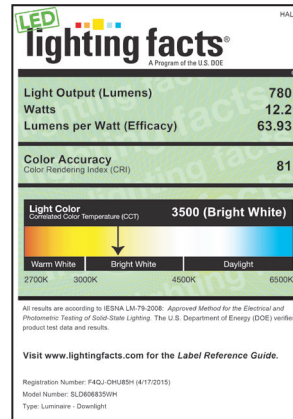 HAL
LED
lighting facts®
A Program of the U.S. DOE
Light Output (Lumens) 780
Watts 12.2
Lumens per Watt (Efficacy) 63.93
Color Accuracy 81
Color Rendering Index (CRI)
Light Color 3500 (Bright White)
Correlated Color Temperature (CCT)
Warm White Bright White Daylight
2700K 3000K 4500K 6500K
All results are according to IESNA LM-79-2008: Approved Method for the Electrical and
Photometric Testing of Solid-State Lighting. The U.S. Department of Energy (DOE) verifie
product test data and results.
Visit www.lightingfacts.com for the Label Reference Guide.
Registration Number: F4QJ-OHU85H (4/17/2015)
Model Number: SLD606835WH
Type: Luminaire - Downlight